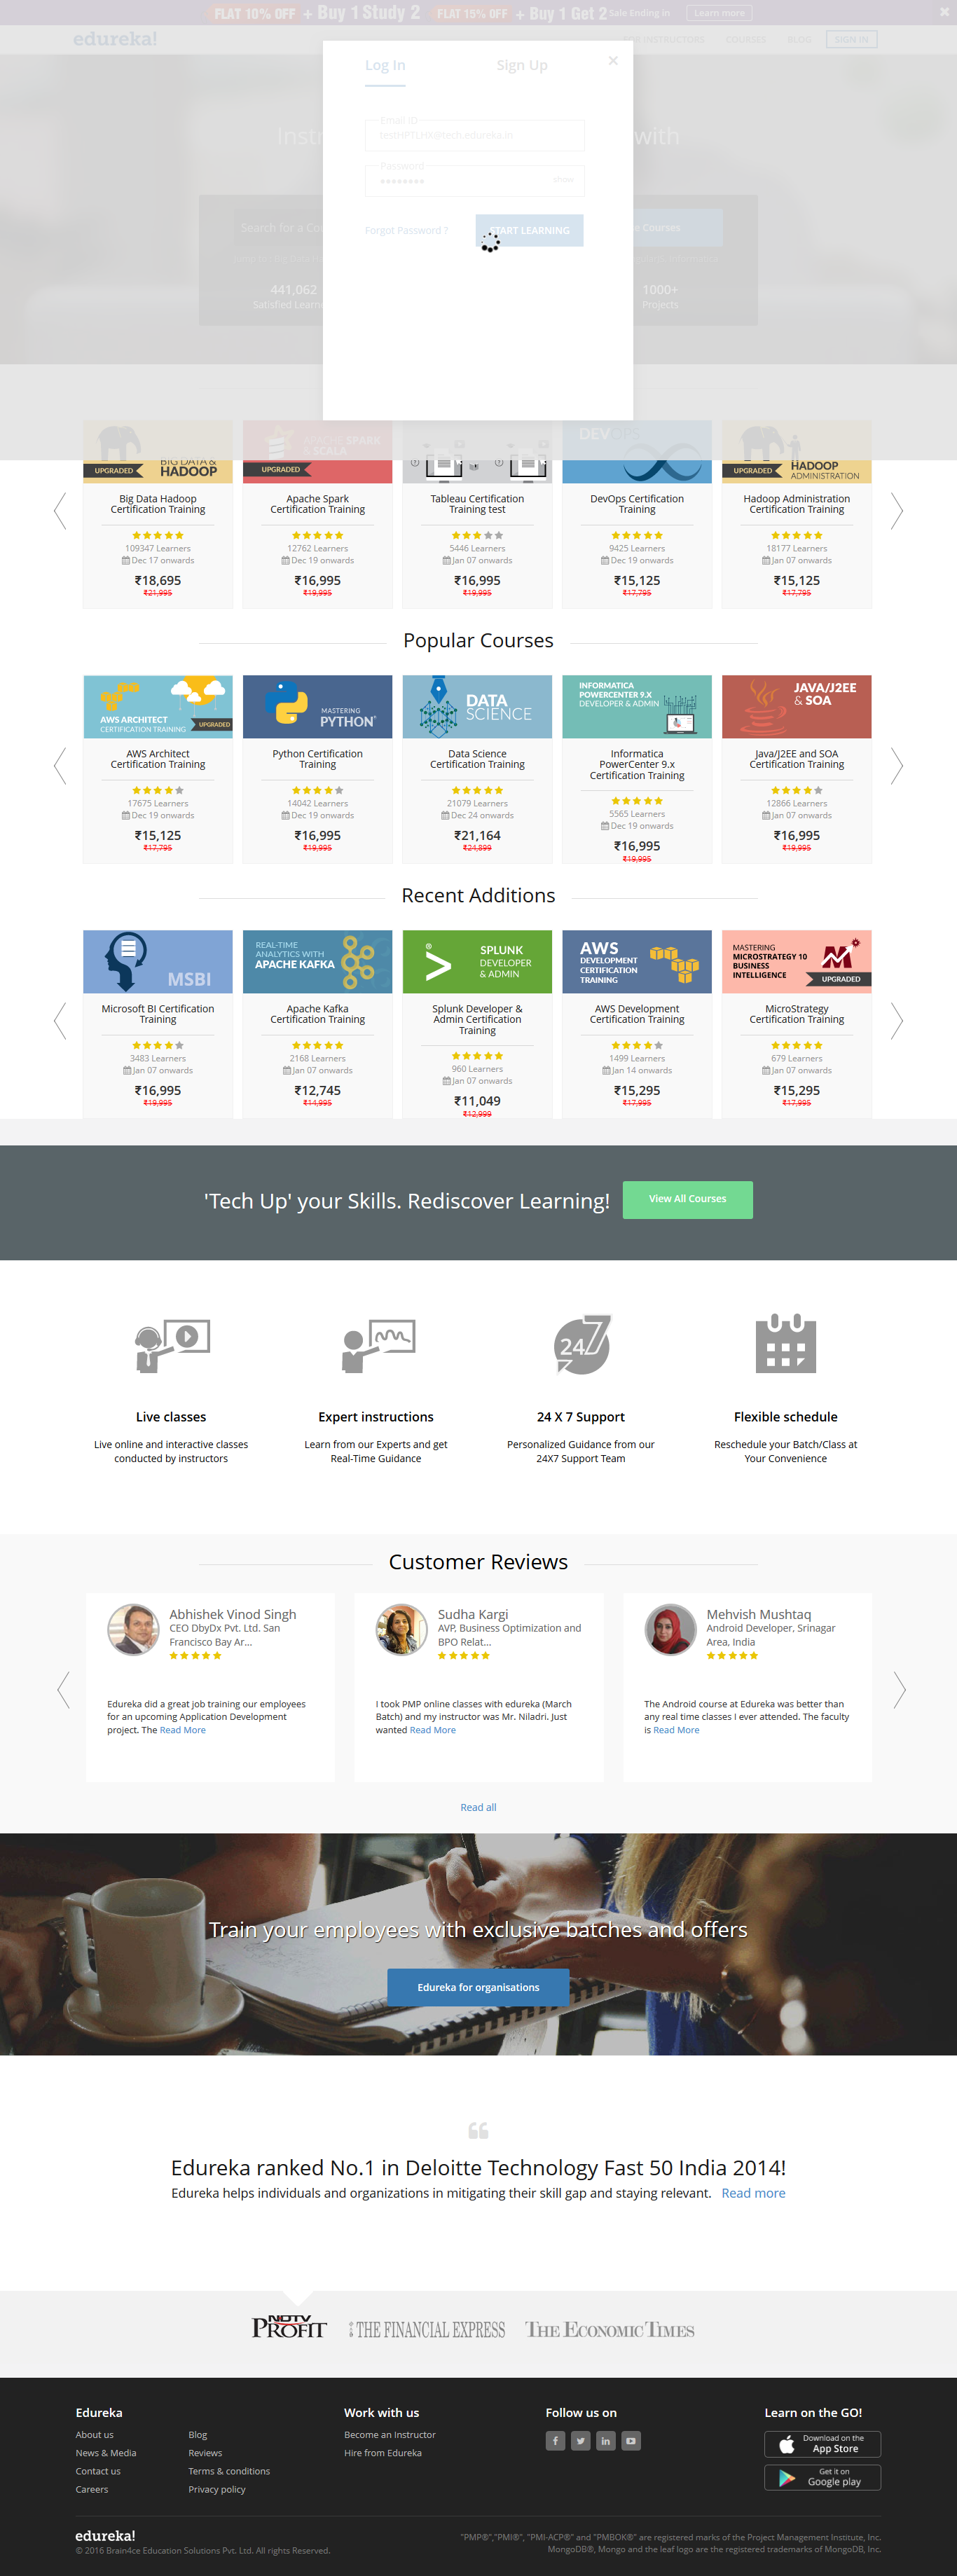 FLAT 10% OFF + Buy 1 Study 2 FLAT 15% OFF + Buy 1 Get 2 Sale Ending in Learn more
edureka! INSTRUCTORS COURSES BLOG SIGN IN
Log In Sign Up
Email ID
Password
show
Forgot Password ? START LEARNING
Instr with
Search for a Co Courses
441,062 1000+
Satisfied Learn Projects
BIG DATA &
HADOOP
UPGRADED
APACHE SPARK
& SCALA
UPGRADED
DEVOPS
HADOOP
ADMINISTRATION
UPGRADED
Big Data Hadoop
Certification Training
109347 Learners
Dec 17 onwards
₹18,695
₹21,995
Apache Spark
Certification Training
12762 Learners
Dec 19 onwards
₹16,995
₹19,995
Tableau Certification
Training test
5446 Learners
Jan 07 onwards
₹16,995
₹19,995
DevOps Certification
Training
9425 Learners
Dec 19 onwards
₹15,125
₹17,795
Hadoop Administration
Certification Training
18177 Learners
Jan 07 onwards
₹15,125
₹17,795
Popular Courses
AWS ARCHITECT
CERTIFICATION TRAINING
UPGRADED
AWS Architect
Certification Training
17675 Learners
Dec 19 onwards
₹15,125
₹17,795
MASTERING
PYTHON
Python Certification
Training
14042 Learners
Dec 19 onwards
₹16,995
₹19,995
DATA
SCIENCE
Data Science
Certification Training
21079 Learners
Dec 24 onwards
₹21,164
₹24,899
INFORMATICA
POWERCENTER 9.X
DEVELOPER & ADMIN
Informatica
PowerCenter 9.x
Certification Training
5565 Learners
Dec 19 onwards
₹16,995
₹19,995
JAVA/J2EE
& SOA
Java/J2EE and SOA
Certification Training
12866 Learners
Jan 07 onwards
₹16,995
₹19,995
Recent Additions
MSBI
Microsoft BI Certification
Training
3483 Learners
Jan 07 onwards
₹16,995
₹19,995
REAL-TIME
ANALYTICS WITH
APACHE KAFKA
Apache Kafka
Certification Training
2168 Learners
Jan 07 onwards
₹12,745
₹14,995
SPLUNK
DEVELOPER
& ADMIN
Splunk Developer &
Admin Certification
Training
960 Learners
Jan 07 onwards
₹11,049
₹12,999
AWS
DEVELOPMENT
CERTIFICATION
TRAINING
AWS Development
Certification Training
1499 Learners
Jan 14 onwards
₹15,295
₹17,995
MASTERING
MICROSTRATEGY 10
BUSINESS
INTELLIGENCE
UPGRADED
MicroStrategy
Certification Training
679 Learners
Jan 07 onwards
₹15,295
₹17,995
'Tech Up' your Skills. Rediscover Learning! View All Courses
24/7
Live classes
Live online and interactive classes
conducted by instructors
Expert instructions
Learn from our Experts and get
Real-Time Guidance
24 X 7 Support
Personalized Guidance from our
24X7 Support Team
Flexible schedule
Reschedule your Batch/Class at
Your Convenience
Customer Reviews
Abhishek Vinod Singh
CEO DbyDx Pvt. Ltd. San
Francisco Bay Ar...
Edureka did a great job training our employees
for an upcoming Application Development
project. The Read More
Sudha Kargi
AVP, Business Optimization and
BPO Relat...
I took PMP online classes with edureka (March
Batch) and my instructor was Mr. Niladri. Just
wanted Read More
Mehvish Mushtaq
Android Developer, Srinagar
Area, India
The Android course at Edureka was better than
any real time classes I ever attended. The faculty
is Read More
Read all
Train your employees with exclusive batches and offers
Edureka for organisations
Edureka ranked No.1 in Deloitte Technology Fast 50 India 2014!
Edureka helps individuals and organizations in mitigating their skill gap and staying relevant. Read more
NDTV
PROFIT
THE FINANCIAL EXPRESS
THE ECONOMIC TIMES
Edureka
About us
News & Media
Contact us
Careers
Blog
Reviews
Terms & conditions
Privacy policy
Work with us
Become an Instructor
Hire from Edureka
Follow us on
Learn on the GO!
Download on the
App Store
Get it on
Google play
edureka!
© 2016 Brain4ce Education Solutions Pvt. Ltd. All rights Reserved.
"PMP®","PMI®", "PMI-ACP®" and "PMBOK®" are registered marks of the Project Management Institute, Inc.
MongoDB®, Mongo and the leaf logo are the registered trademarks of MongoDB, Inc.